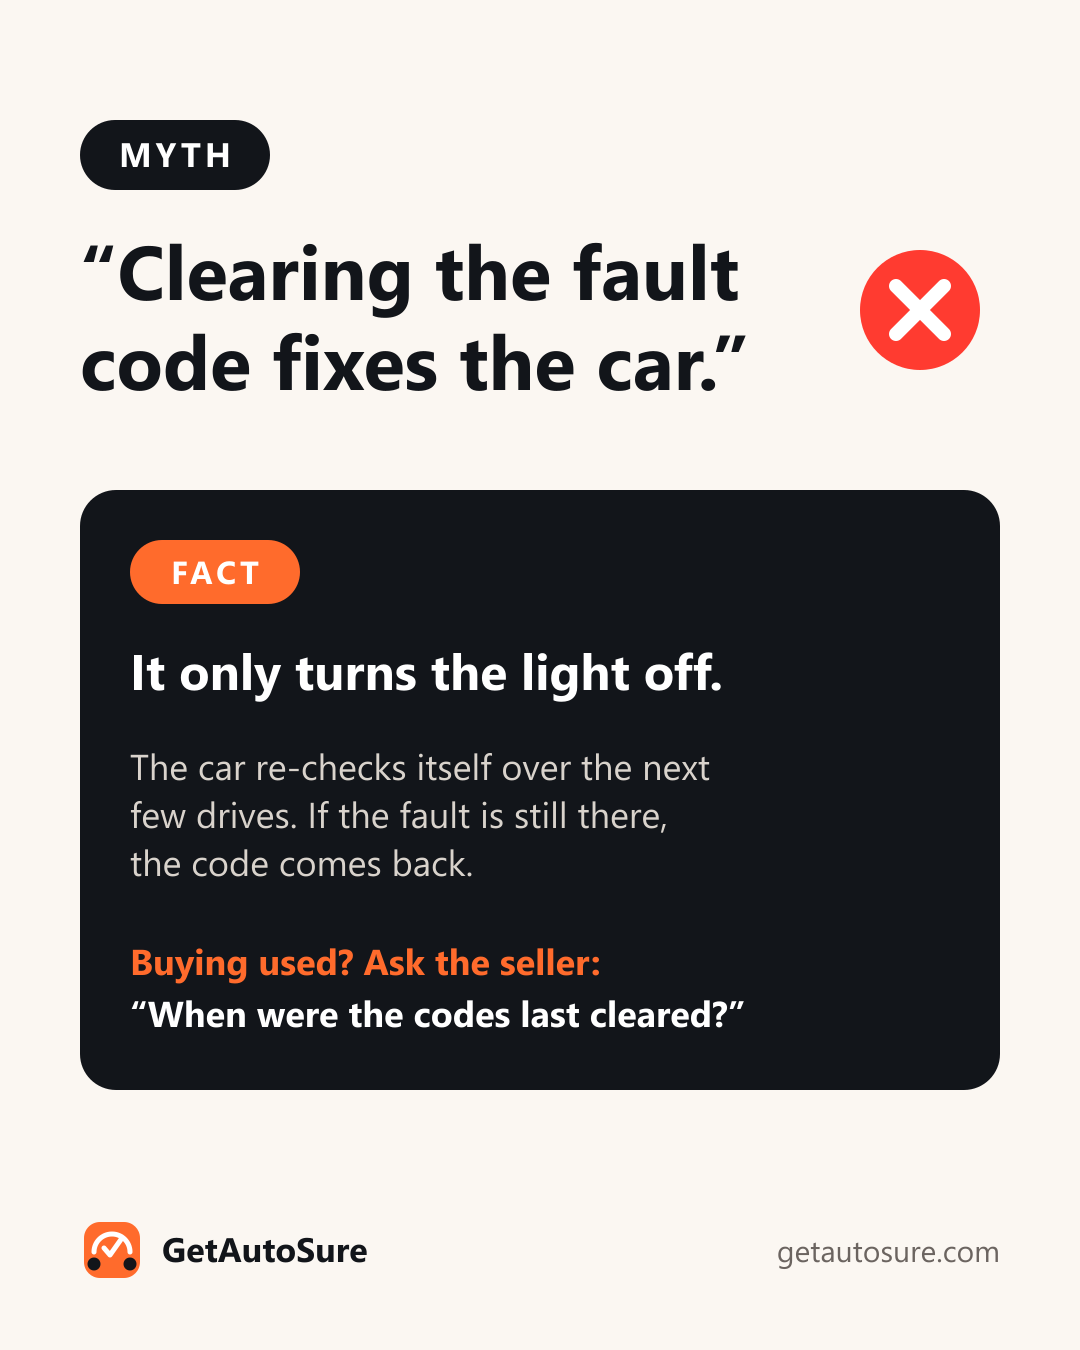 MYTH
“Clearing the fault
code fixes the car.”
FACT
It only turns the light off.
The car re-checks itself over the next
few drives. If the fault is still there,
the code comes back.
Buying used? Ask the seller:
“When were the codes last cleared?”
GetAutoSure
getautosure.com